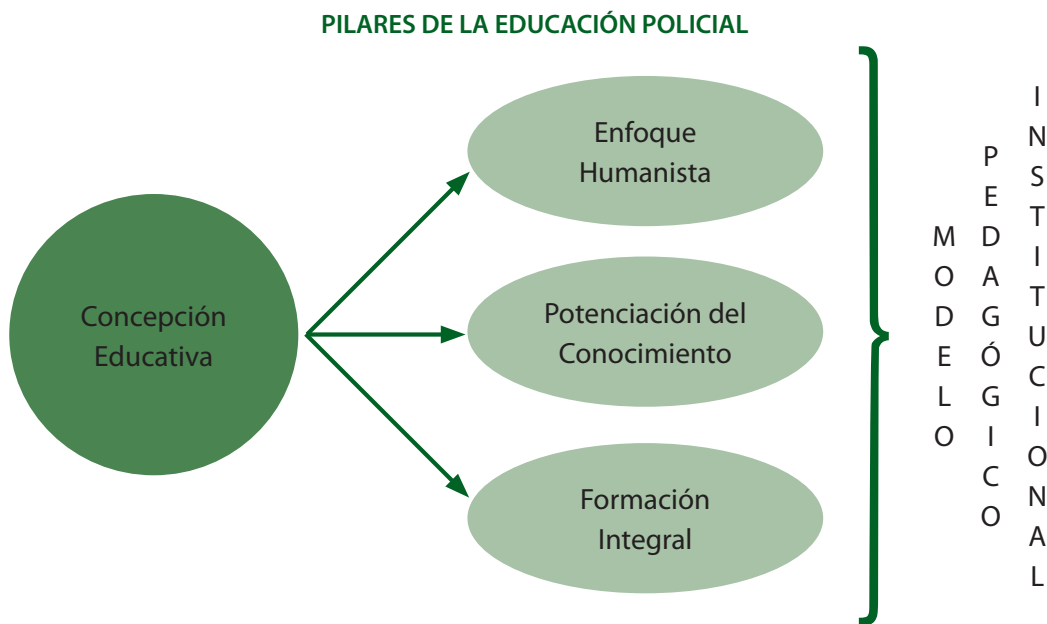 PILARES DE LA EDUCACIÓN POLICIAL
Concepción
Educativa
Enfoque
Humanista
Potenciación del
Conocimiento
Formación
Integral
MODELO
PEDAGÓGICO
INSTITUCIONAL